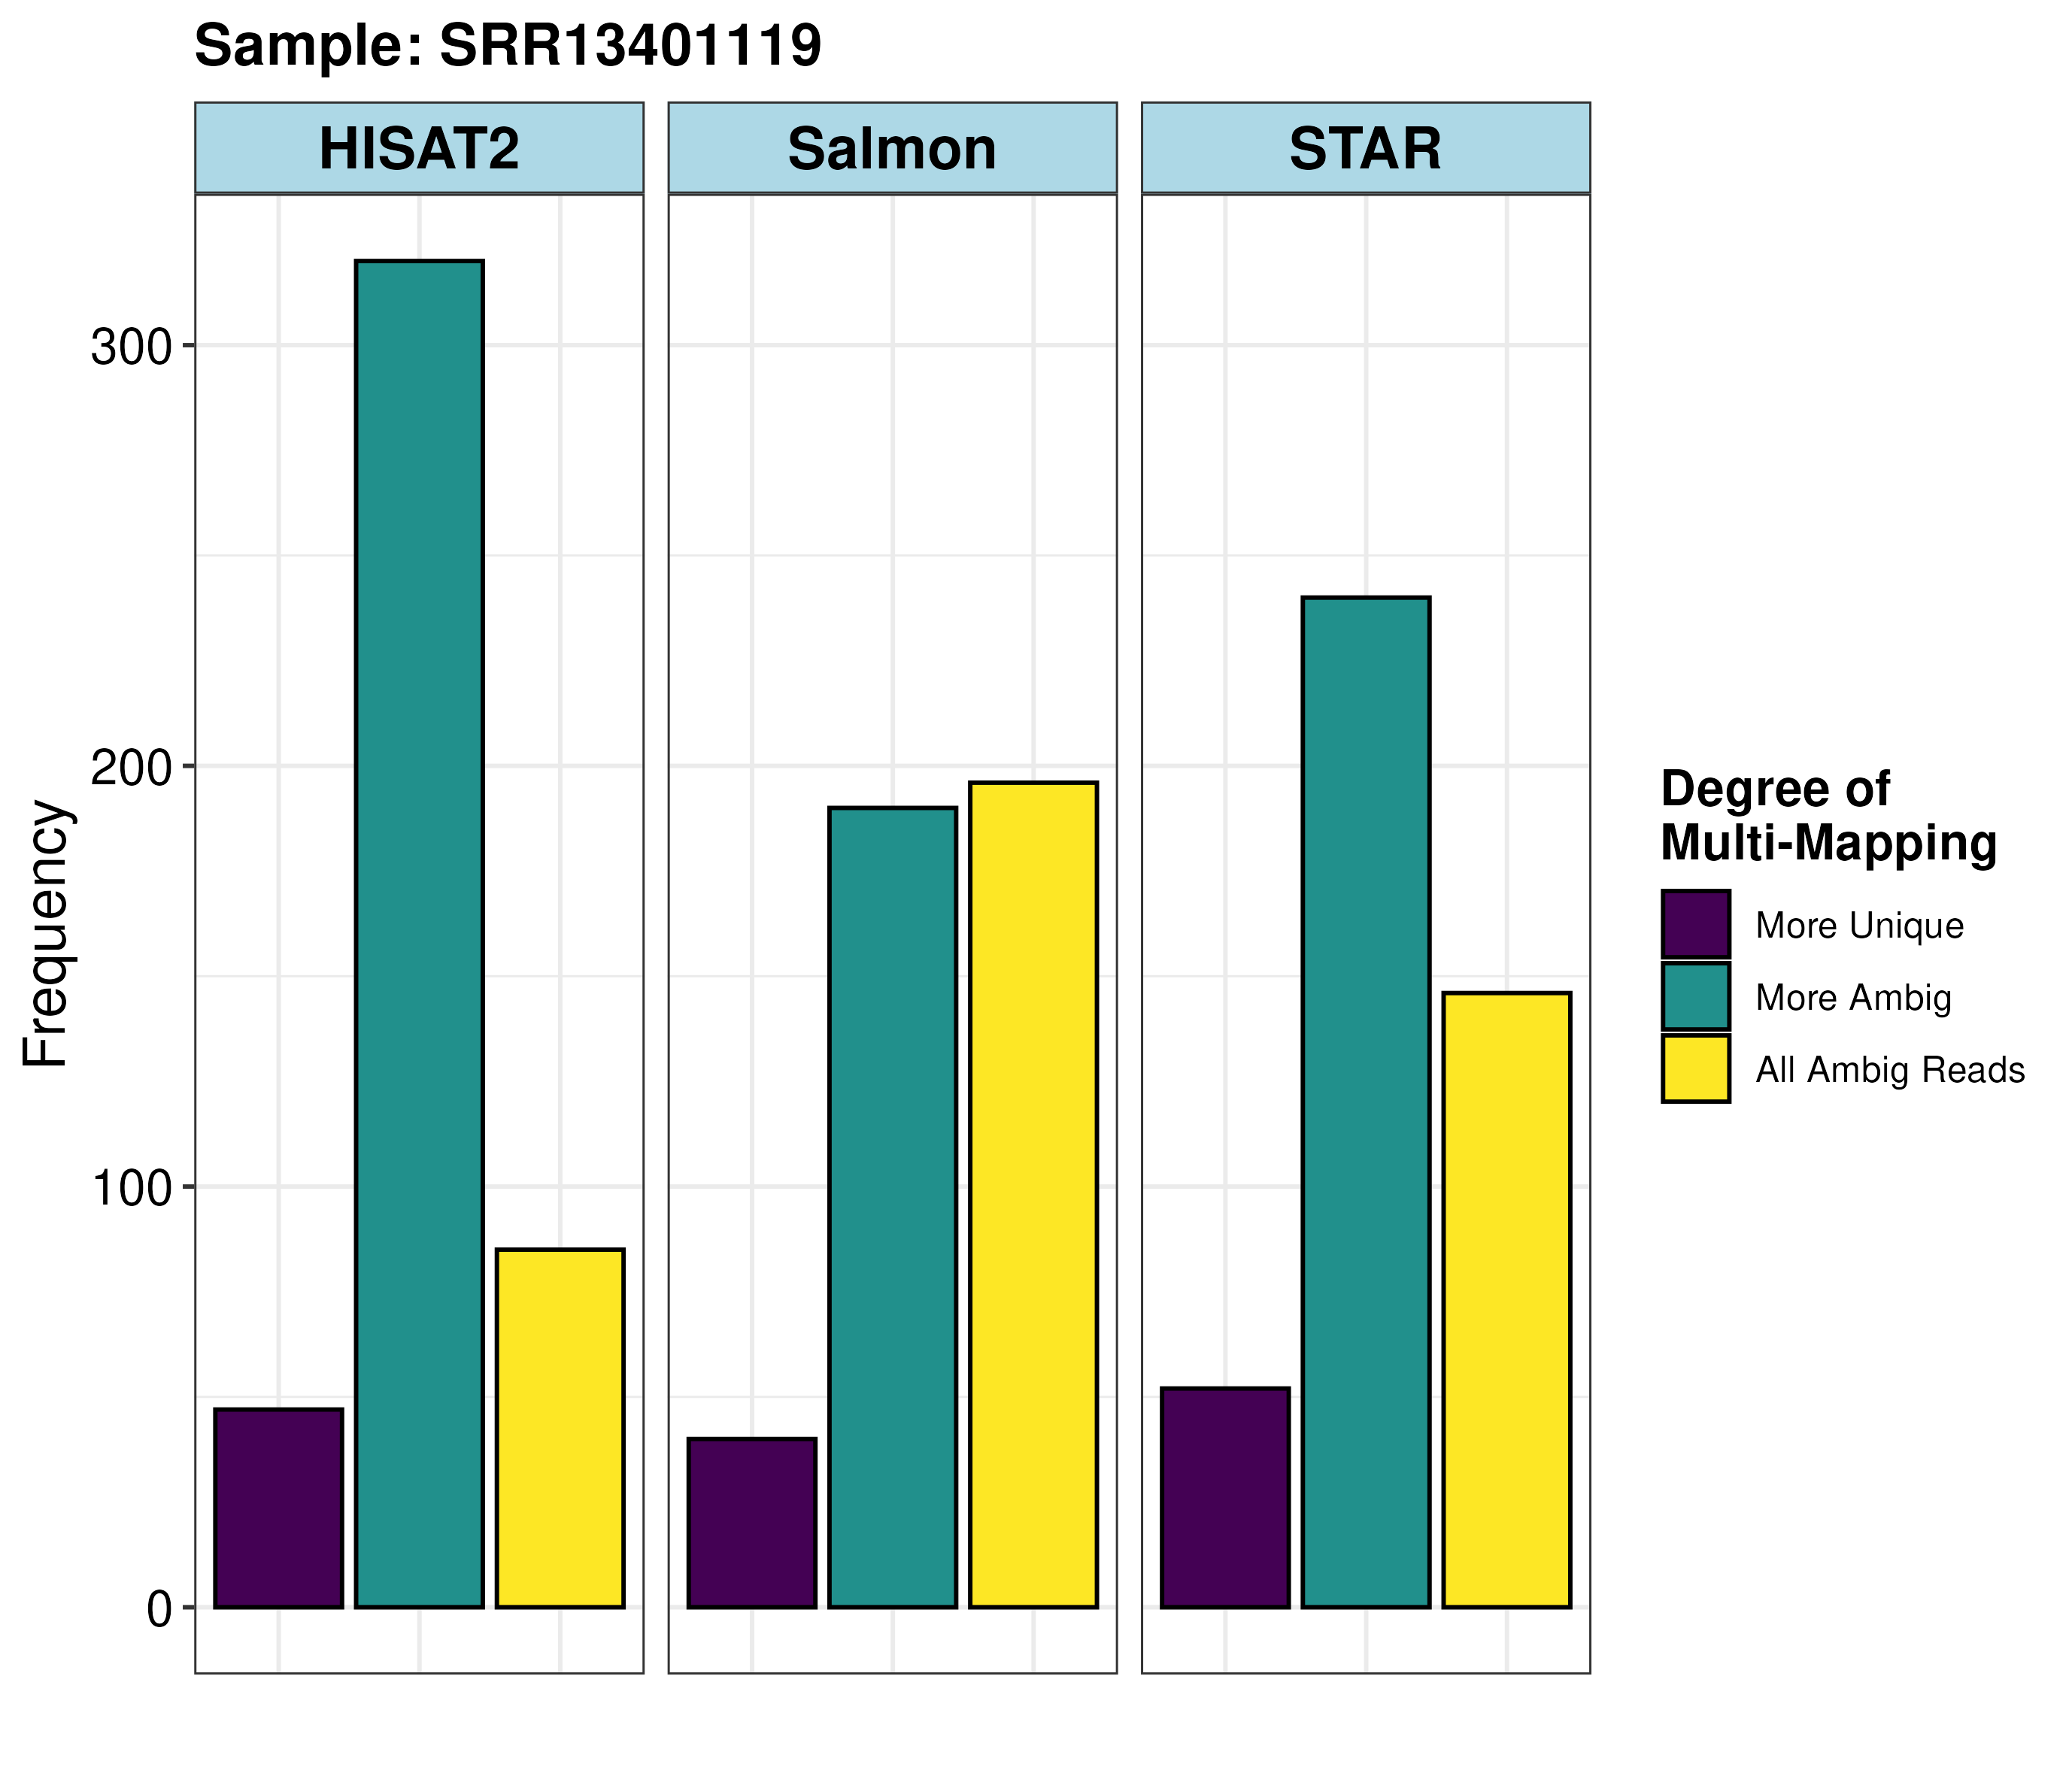 Sample: SRR13401119
HISAT2
Salmon
STAR
300
200
100
0
Frequency
Degree of
Multi-Mapping
More Unique
More Ambig
All Ambig Reads